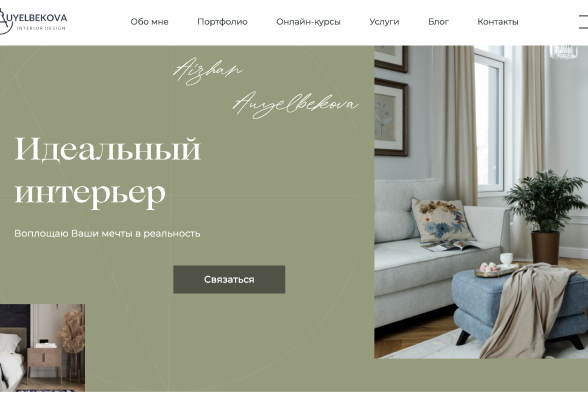 AUYELBEKOVA
INTERIOR DESIGN
Обо мне
Портфолио
Онлайн-курсы
Услуги
Блог
Контакты
Aizhan
Auyelbekova
Идеальный
интерьер
Воплощаю Ваши мечты в реальность
Связаться